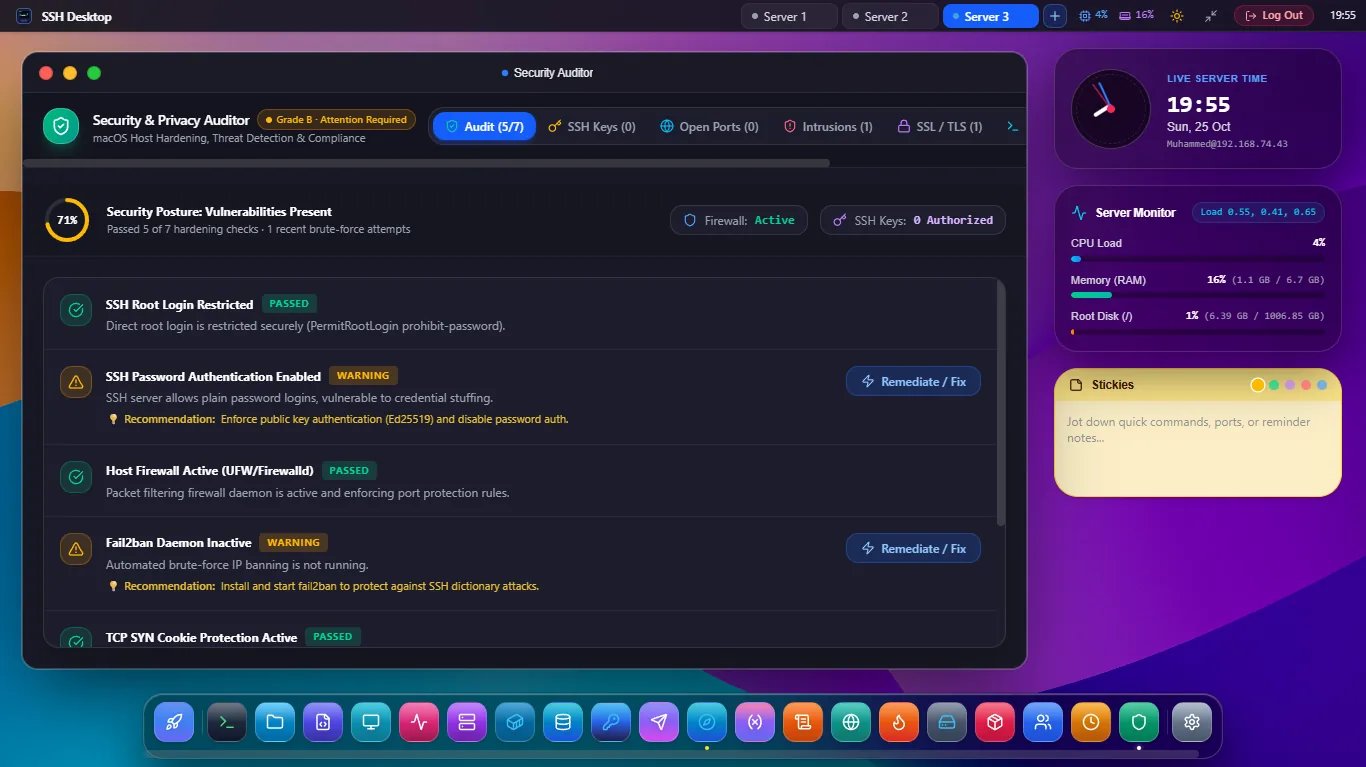 SSH Desktop
Server 1
Server 2
Server 3
4%
16%
Log Out
19:55
Security Auditor
Security & Privacy Auditor
Grade B · Attention Required
macOS Host Hardening, Threat Detection & Compliance
Audit (5/7)
SSH Keys (0)
Open Ports (0)
Intrusions (1)
SSL / TLS (1)
71%
Security Posture: Vulnerabilities Present
Passed 5 of 7 hardening checks · 1 recent brute-force attempts
Firewall: Active
SSH Keys: 0 Authorized
SSH Root Login Restricted PASSED
Direct root login is restricted securely (PermitRootLogin prohibit-password).
SSH Password Authentication Enabled WARNING
SSH server allows plain password logins, vulnerable to credential stuffing.
Recommendation: Enforce public key authentication (Ed25519) and disable password auth.
Remediate / Fix
Host Firewall Active (UFW/Firewalld) PASSED
Packet filtering firewall daemon is active and enforcing port protection rules.
Fail2ban Daemon Inactive WARNING
Automated brute-force IP banning is not running.
Recommendation: Install and start fail2ban to protect against SSH dictionary attacks.
Remediate / Fix
TCP SYN Cookie Protection Active PASSED
LIVE SERVER TIME
19:55
Sun, 25 Oct
Muhammed@192.168.74.43
Server Monitor
Load 0.55, 0.41, 0.65
CPU Load 4%
Memory (RAM) 16% (1.1 GB / 6.7 GB)
Root Disk (/) 1% (6.39 GB / 1006.85 GB)
Stickies
Jot down quick commands, ports, or reminder
notes...